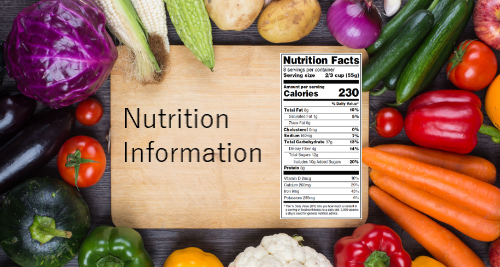 Nutrition
Information
Nutrition Facts
8 servings per container
Serving size 2/3 cup (55g)
Amount per serving
Calories 230
% Daily Value*
Total Fat 8g 10%
Saturated Fat 1g 5%
Trans Fat 0g
Cholesterol 0mg 0%
Sodium 160mg 7%
Total Carbohydrate 37g 13%
Dietary Fiber 4g 14%
Total Sugars 12g
Includes 10g Added Sugars 20%
Protein 3g
Vitamin D 2mcg 10%
Calcium 260mg 20%
Iron 8mg 45%
Potassium 235mg 6%